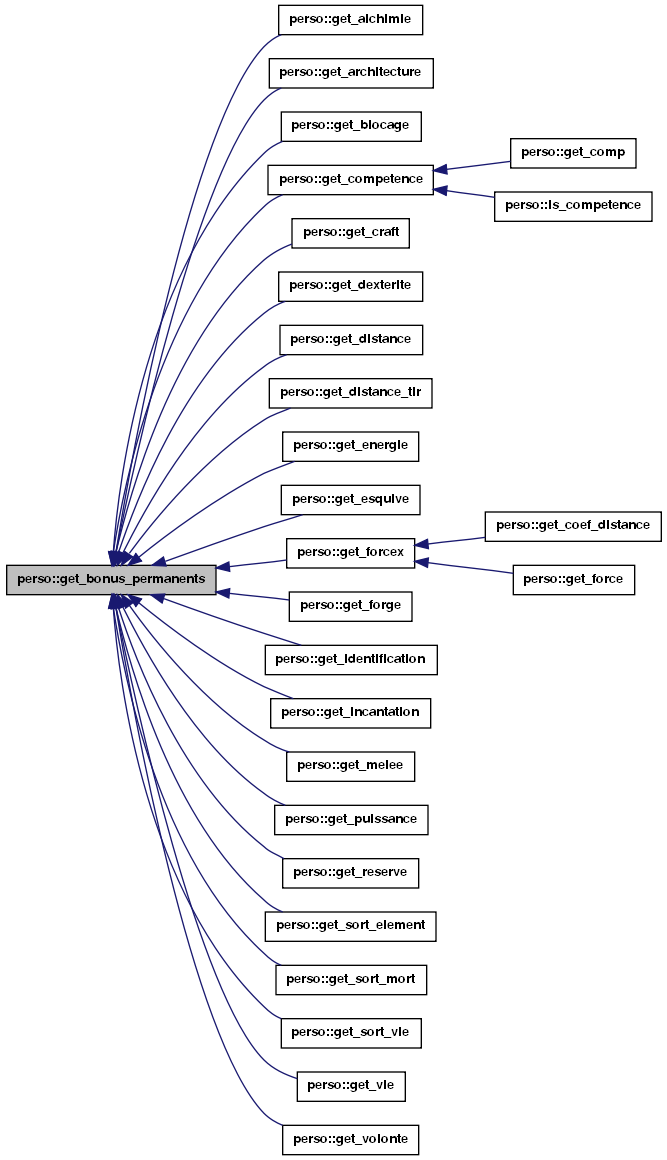 perso::get_alchimie
perso::get_architecture
perso::get_blocage
perso::get_competence
perso::get_comp
perso::is_competence
perso::get_craft
perso::get_dexterite
perso::get_distance
perso::get_distance_tir
perso::get_energie
perso::get_esquive
perso::get_forcex
perso::get_coef_distance
perso::get_force
perso::get_bonus_permanents
perso::get_forge
perso::get_identification
perso::get_incantation
perso::get_melee
perso::get_puissance
perso::get_reserve
perso::get_sort_element
perso::get_sort_mort
perso::get_sort_vie
perso::get_vie
perso::get_volonte